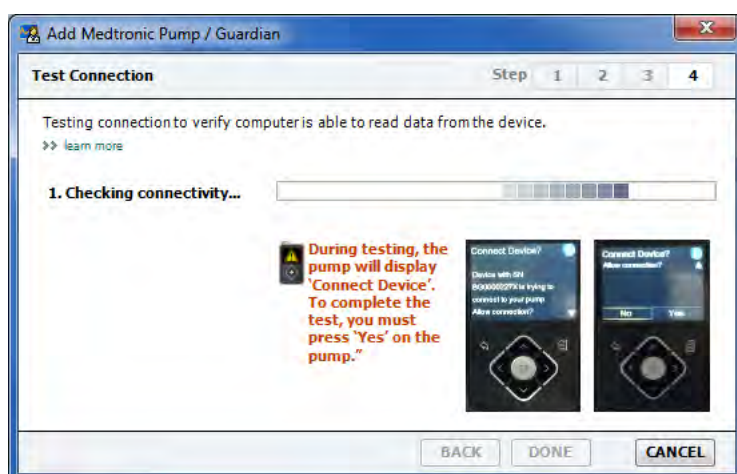 Add Medtronic Pump / Guardian
Test Connection
Step 1 2 3 4
Testing connection to verify computer is able to read data from the device.
>> learn more
1. Checking connectivity...
During testing, the
pump will display
‘Connect Device’.
To complete the
test, you must
press ‘Yes’ on the
pump.”
Connect Device?
Device with SN
is trying to
connect to your pump
Allow connection?
Connect Device?
Allow connection?
No Yes
BACK DONE CANCEL